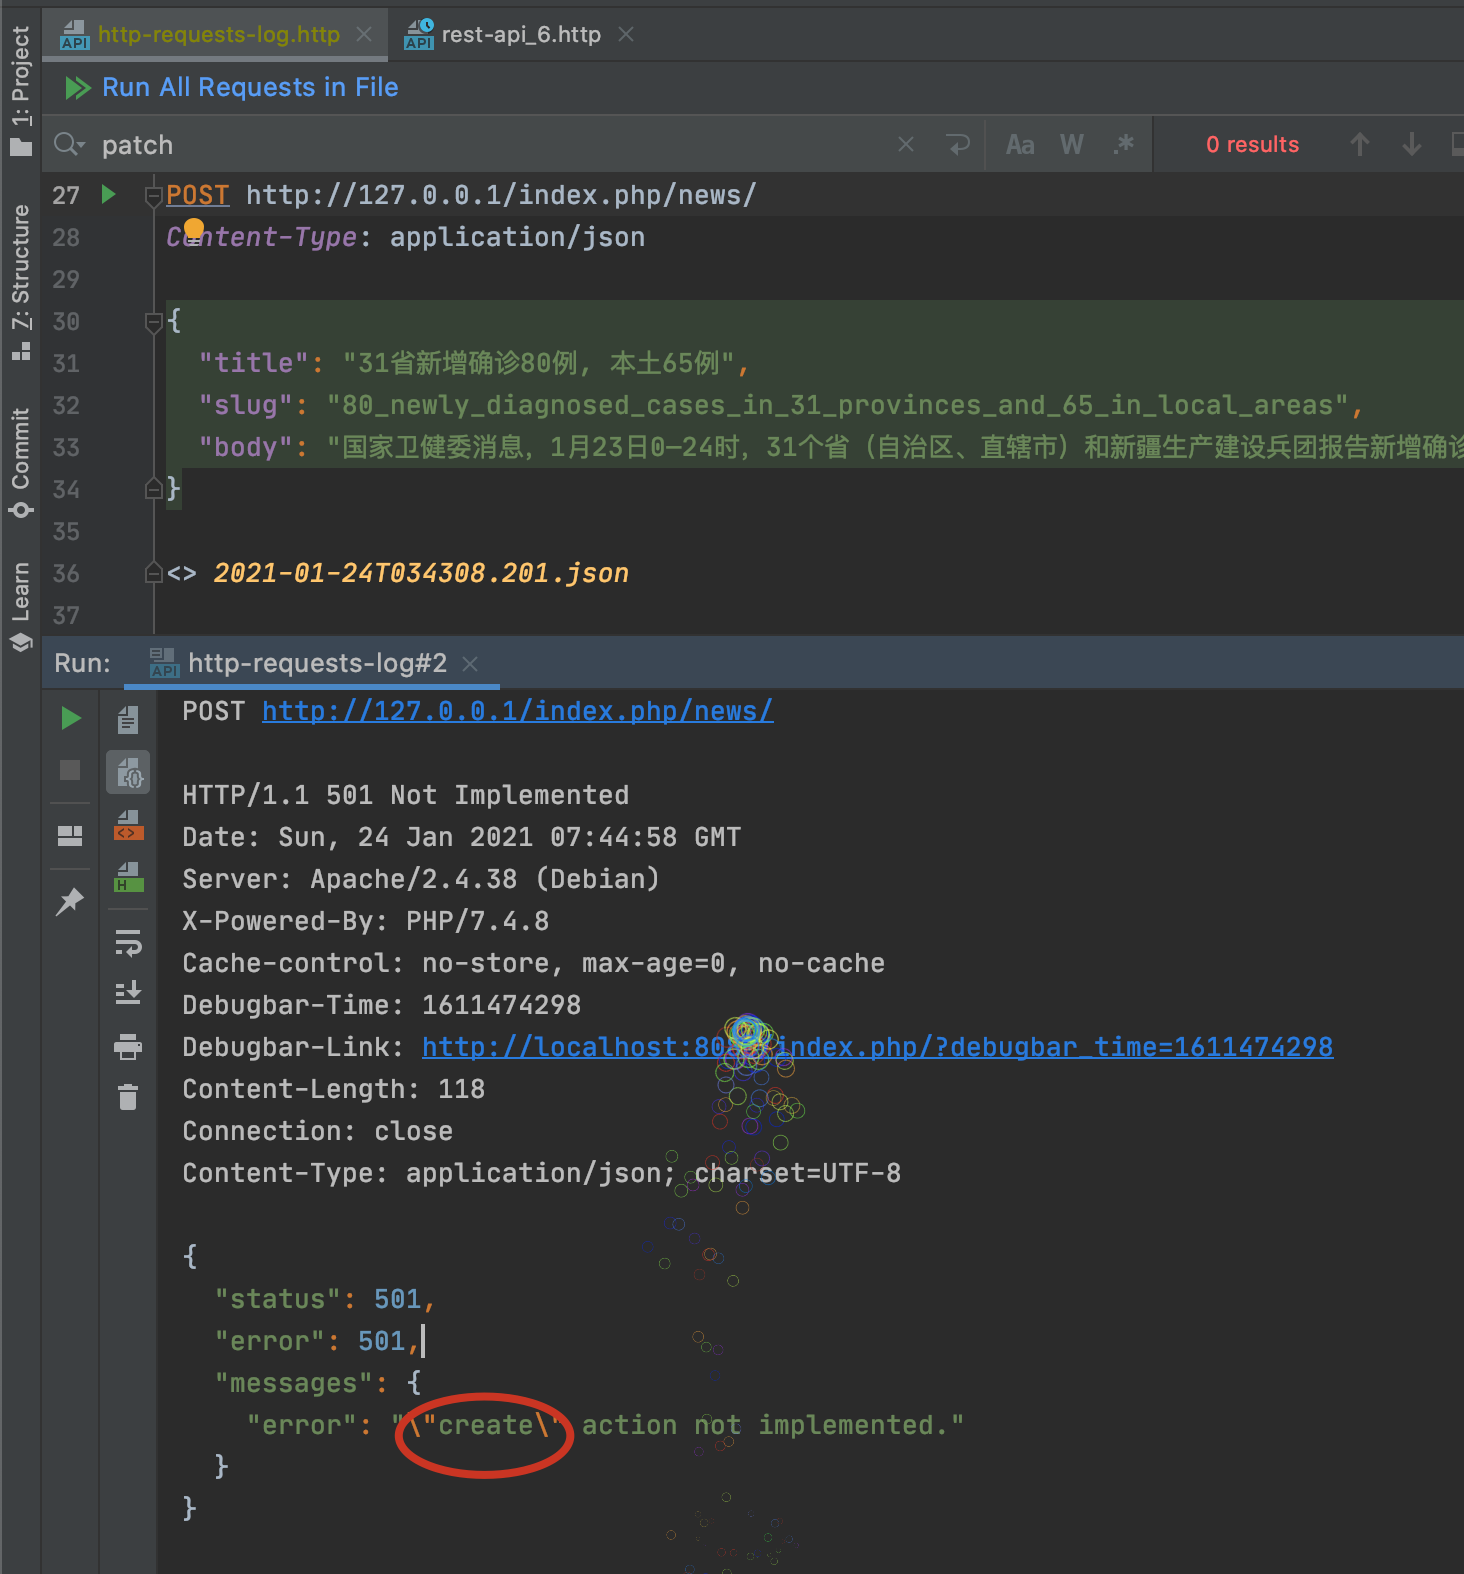 http-requests-log.http
rest-api_6.http
Run All Requests in File
patch
Aa W .* 0 results
1: Project
Z: Structure
Commit
Learn
27 POST http://127.0.0.1/index.php/news/
28 Content-Type: application/json
29
30 {
31 "title": "31省新增确诊80例, 本土65例",
32 "slug": "80_newly_diagnosed_cases_in_31_provinces_and_65_in_local_areas",
33 "body": "国家卫健委消息，1月23日0—24时，31个省（自治区、直辖市）和新疆生产建设兵团报告新增确诊
34 }
35
36 <> 2021-01-24T034308.201.json
37
Run: http-requests-log#2
POST http://127.0.0.1/index.php/news/
HTTP/1.1 501 Not Implemented
Date: Sun, 24 Jan 2021 07:44:58 GMT
Server: Apache/2.4.38 (Debian)
X-Powered-By: PHP/7.4.8
Cache-control: no-store, max-age=0, no-cache
Debugbar-Time: 1611474298
Debugbar-Link: http://localhost:80 index.php/?debugbar_time=1611474298
Content-Length: 118
Connection: close
Content-Type: application/json; charset=UTF-8
{
"status": 501,
"error": 501,
"messages": {
"error": "\"create\" action not implemented."
}
}